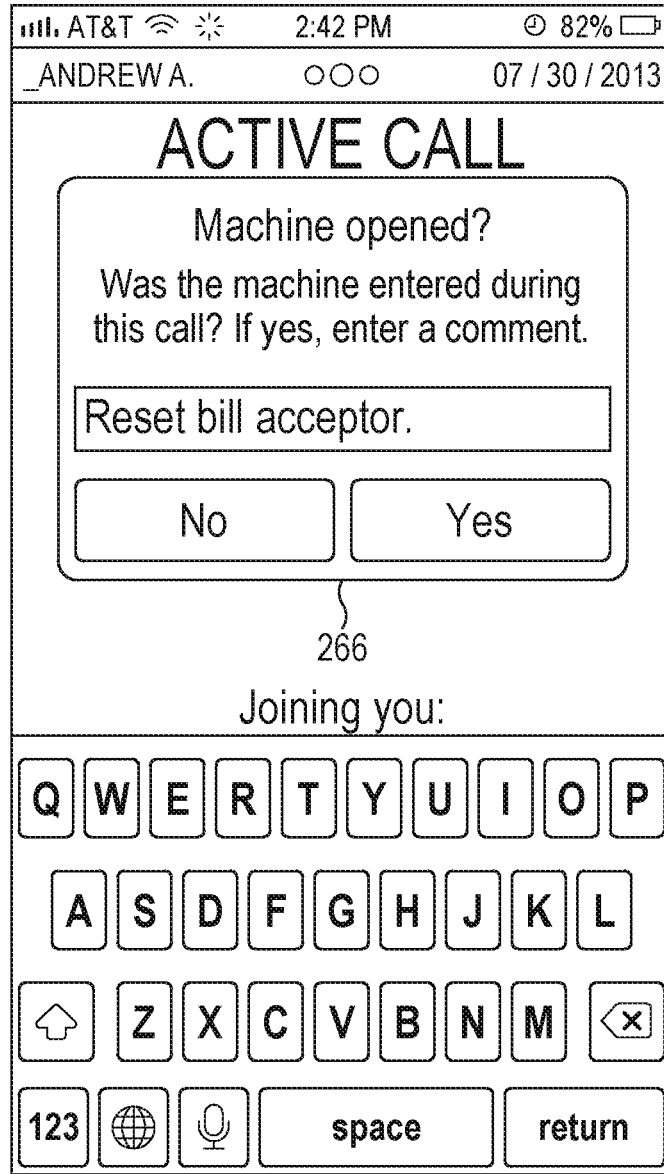 AT&T 2:42 PM 82%
_ANDREW A. 07 / 30 / 2013
ACTIVE CALL
Machine opened?
Was the machine entered during
this call? If yes, enter a comment.
Reset bill acceptor.
No Yes
266
Joining you:
Q W E R T Y U I O P
A S D F G H J K L
Z X C V B N M
123 space return